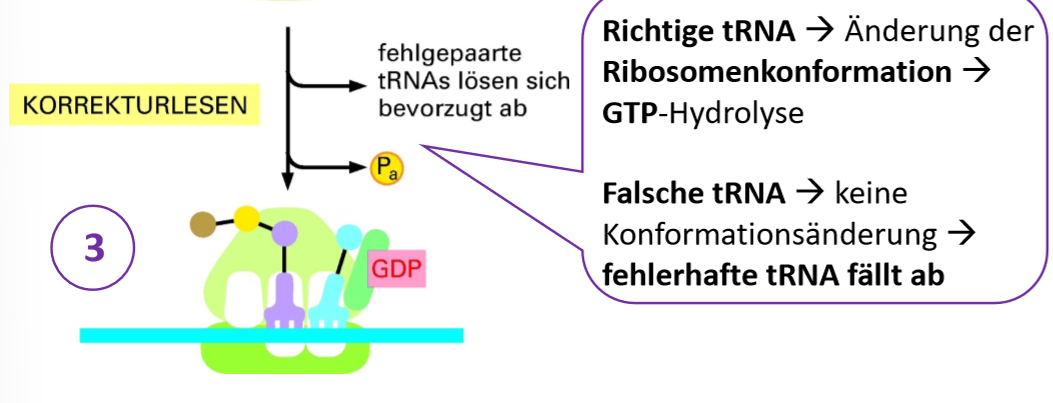 fehlgepaarte
tRNAs lösen sich
bevorzugt ab
KORREKTURLESEN
Pa
3
GDP
Richtige tRNA → Änderung der
Ribosomenkonformation →
GTP-Hydrolyse
Falsche tRNA → keine
Konformationsänderung →
fehlerhafte tRNA fällt ab